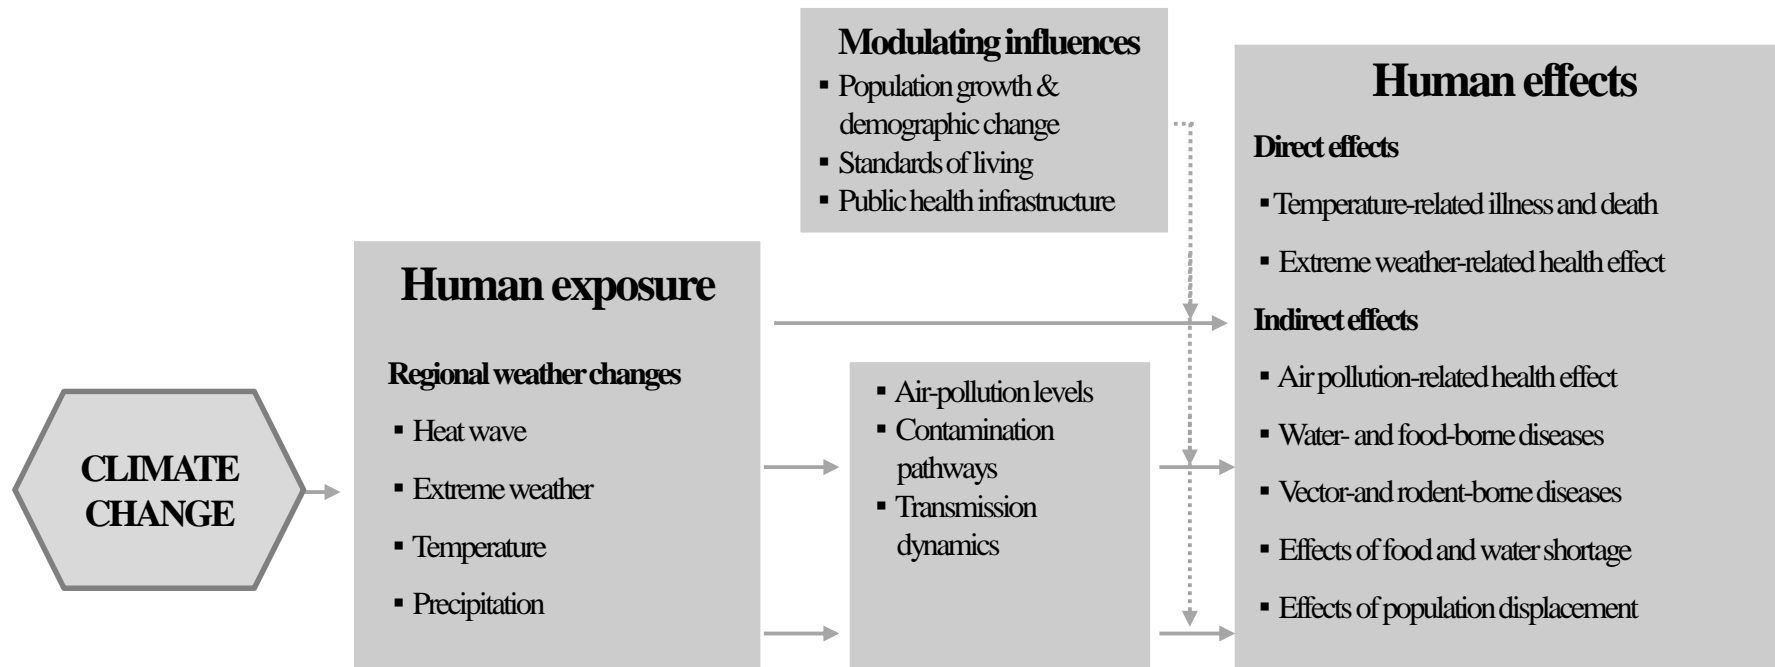 CLIMATE
CHANGE
Human exposure
Regional weather changes
▪ Heat wave
▪ Extreme weather
▪ Temperature
▪ Precipitation
Modulating influences
▪ Population growth &
demographic change
▪ Standards of living
▪ Public health infrastructure
▪ Air-pollution levels
▪ Contamination
pathways
▪ Transmission
dynamics
Human effects
Direct effects
▪ Temperature-related illness and death
▪ Extreme weather-related health effect
Indirect effects
▪ Air pollution-related health effect
▪ Water- and food-borne diseases
▪ Vector-and rodent-borne diseases
▪ Effects of food and water shortage
▪ Effects of population displacement